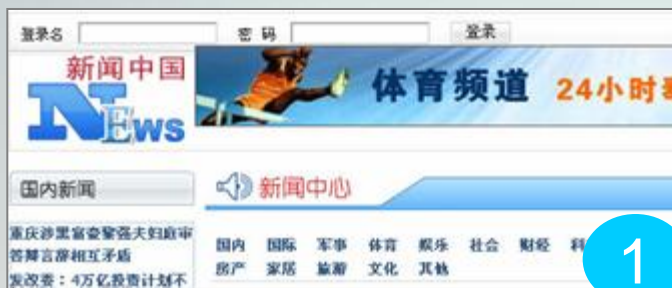 登录名 密码 登录
新闻中国
NEWS
体育频道 24小时
国内新闻
新闻中心
重庆涉黑富豪黎强夫妇庭审
答辩言辞相互矛盾
发改委：4万亿投资计划不
国内 国际 军事 体育 娱乐 社会 财经 科
房产 家居 旅游 文化 其他
1